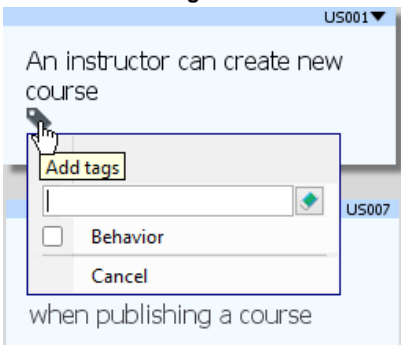 US001▼
An instructor can create new
course
Add tags
US007
Behavior
Cancel
when publishing a course